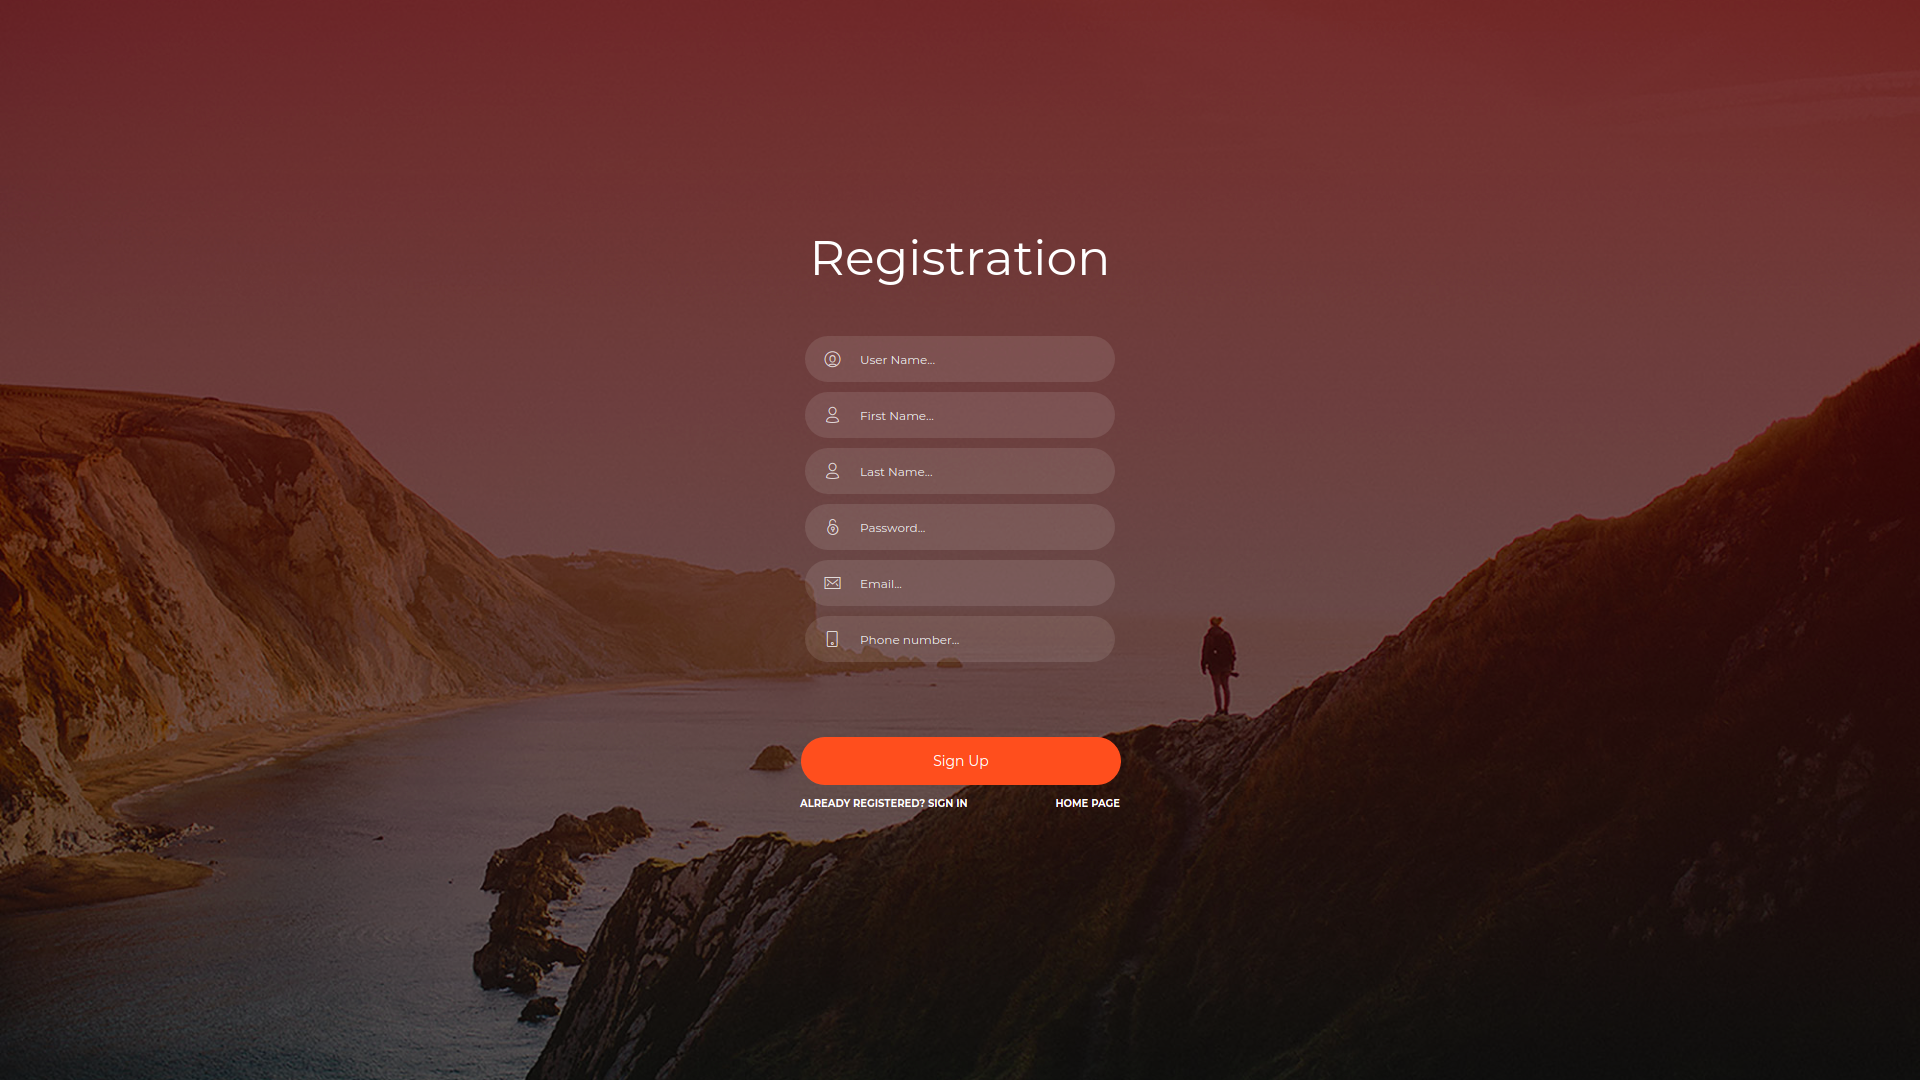 Registration
User Name...
First Name...
Last Name...
Password...
Email...
Phone number...
Sign Up
ALREADY REGISTERED? SIGN IN
HOME PAGE